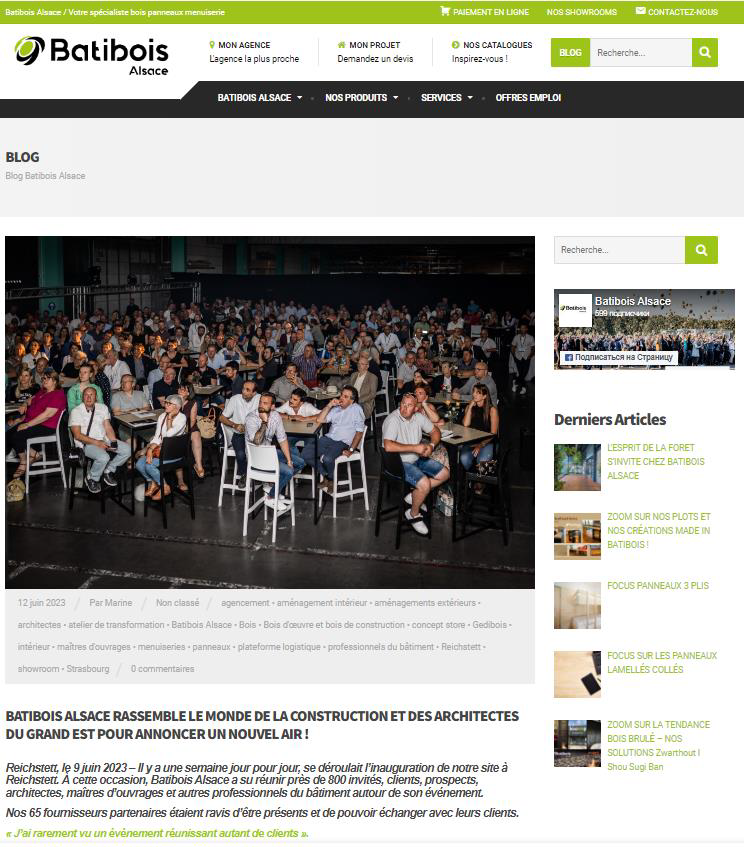 Batibois Alsace / Votre spécialiste bois panneaux menuiserie
PAIEMENT EN LIGNE
NOS SHOWROOMS
CONTACTEZ-NOUS
Batibois
Alsace
MON AGENCE
L'agence la plus proche
MON PROJET
Demandez un devis
NOS CATALOGUES
Inspirez-vous !
BLOG
Recherche...
BATIBOIS ALSACE
NOS PRODUITS
SERVICES
OFFRES EMPLOI
BLOG
Blog Batibois Alsace
12 juin 2023 / Par Marine / Non classé / agencement • aménagement intérieur • aménagements extérieurs •
architectes • atelier de transformation • Batibois Alsace • Bois • Bois d'œuvre et bois de construction • concept store • Gedibois •
intérieur • maîtres d'ouvrages • menuiseries • panneaux • plateforme logistique • professionnels du bâtiment • Reichstett •
showroom • Strasbourg / 0 commentaires
BATIBOIS ALSACE RASSEMBLE LE MONDE DE LA CONSTRUCTION ET DES ARCHITECTES
DU GRAND EST POUR ANNONCER UN NOUVEL AIR !
Reichstett, le 9 juin 2023 – Il y a une semaine jour pour jour, se déroulait l'inauguration de notre site à
Reichstett. A cette occasion, Batibois Alsace a su réunir près de 800 invités, clients, prospects,
architectes, maîtres d'ouvrages et autres professionnels du bâtiment autour de son événement.
Nos 65 fournisseurs partenaires étaient ravis d'être présents et de pouvoir échanger avec leurs clients.
« J'ai rarement vu un évènement réunissant autant de clients ».
Recherche...
Batibois Alsace
599 подписчики
Подписаться на Страницу
Derniers Articles
L'ESPRIT DE LA FORET
S'INVITE CHEZ BATIBOIS
ALSACE
ZOOM SUR NOS PLOTS ET
NOS CRÉATIONS MADE IN
BATIBOIS !
FOCUS PANNEAUX 3 PLIS
FOCUS SUR LES PANNEAUX
LAMELLÉS COLLÉS
ZOOM SUR LA TENDANCE
BOIS BRULÉ – NOS
SOLUTIONS Zwarthout I
Shou Sugi Ban